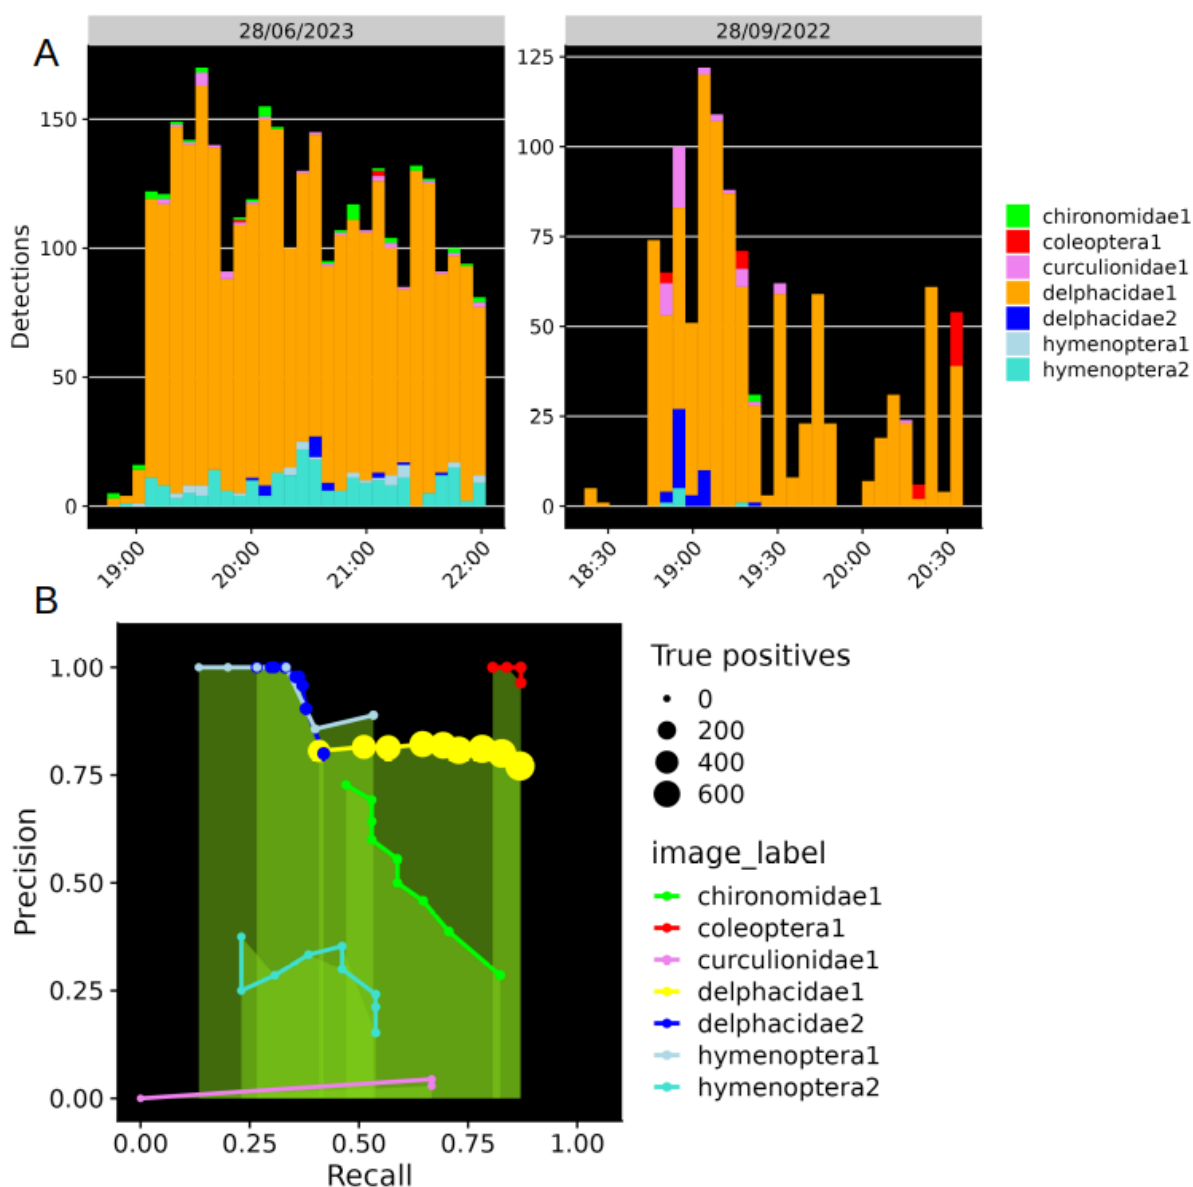 A
28/06/2023
28/09/2022
Detections
150
100
50
0
125
100
75
50
25
0
19:00
20:00
21:00
22:00
18:30
19:00
19:30
20:00
20:30
chironomidae1
coleoptera1
curculionidae1
delphacidae1
delphacidae2
hymenoptera1
hymenoptera2
B
Precision
1.00
0.75
0.50
0.25
0.00
0.00
0.25
0.50
0.75
1.00
Recall
True positives
0
200
400
600
image_label
chironomidae1
coleoptera1
curculionidae1
delphacidae1
delphacidae2
hymenoptera1
hymenoptera2